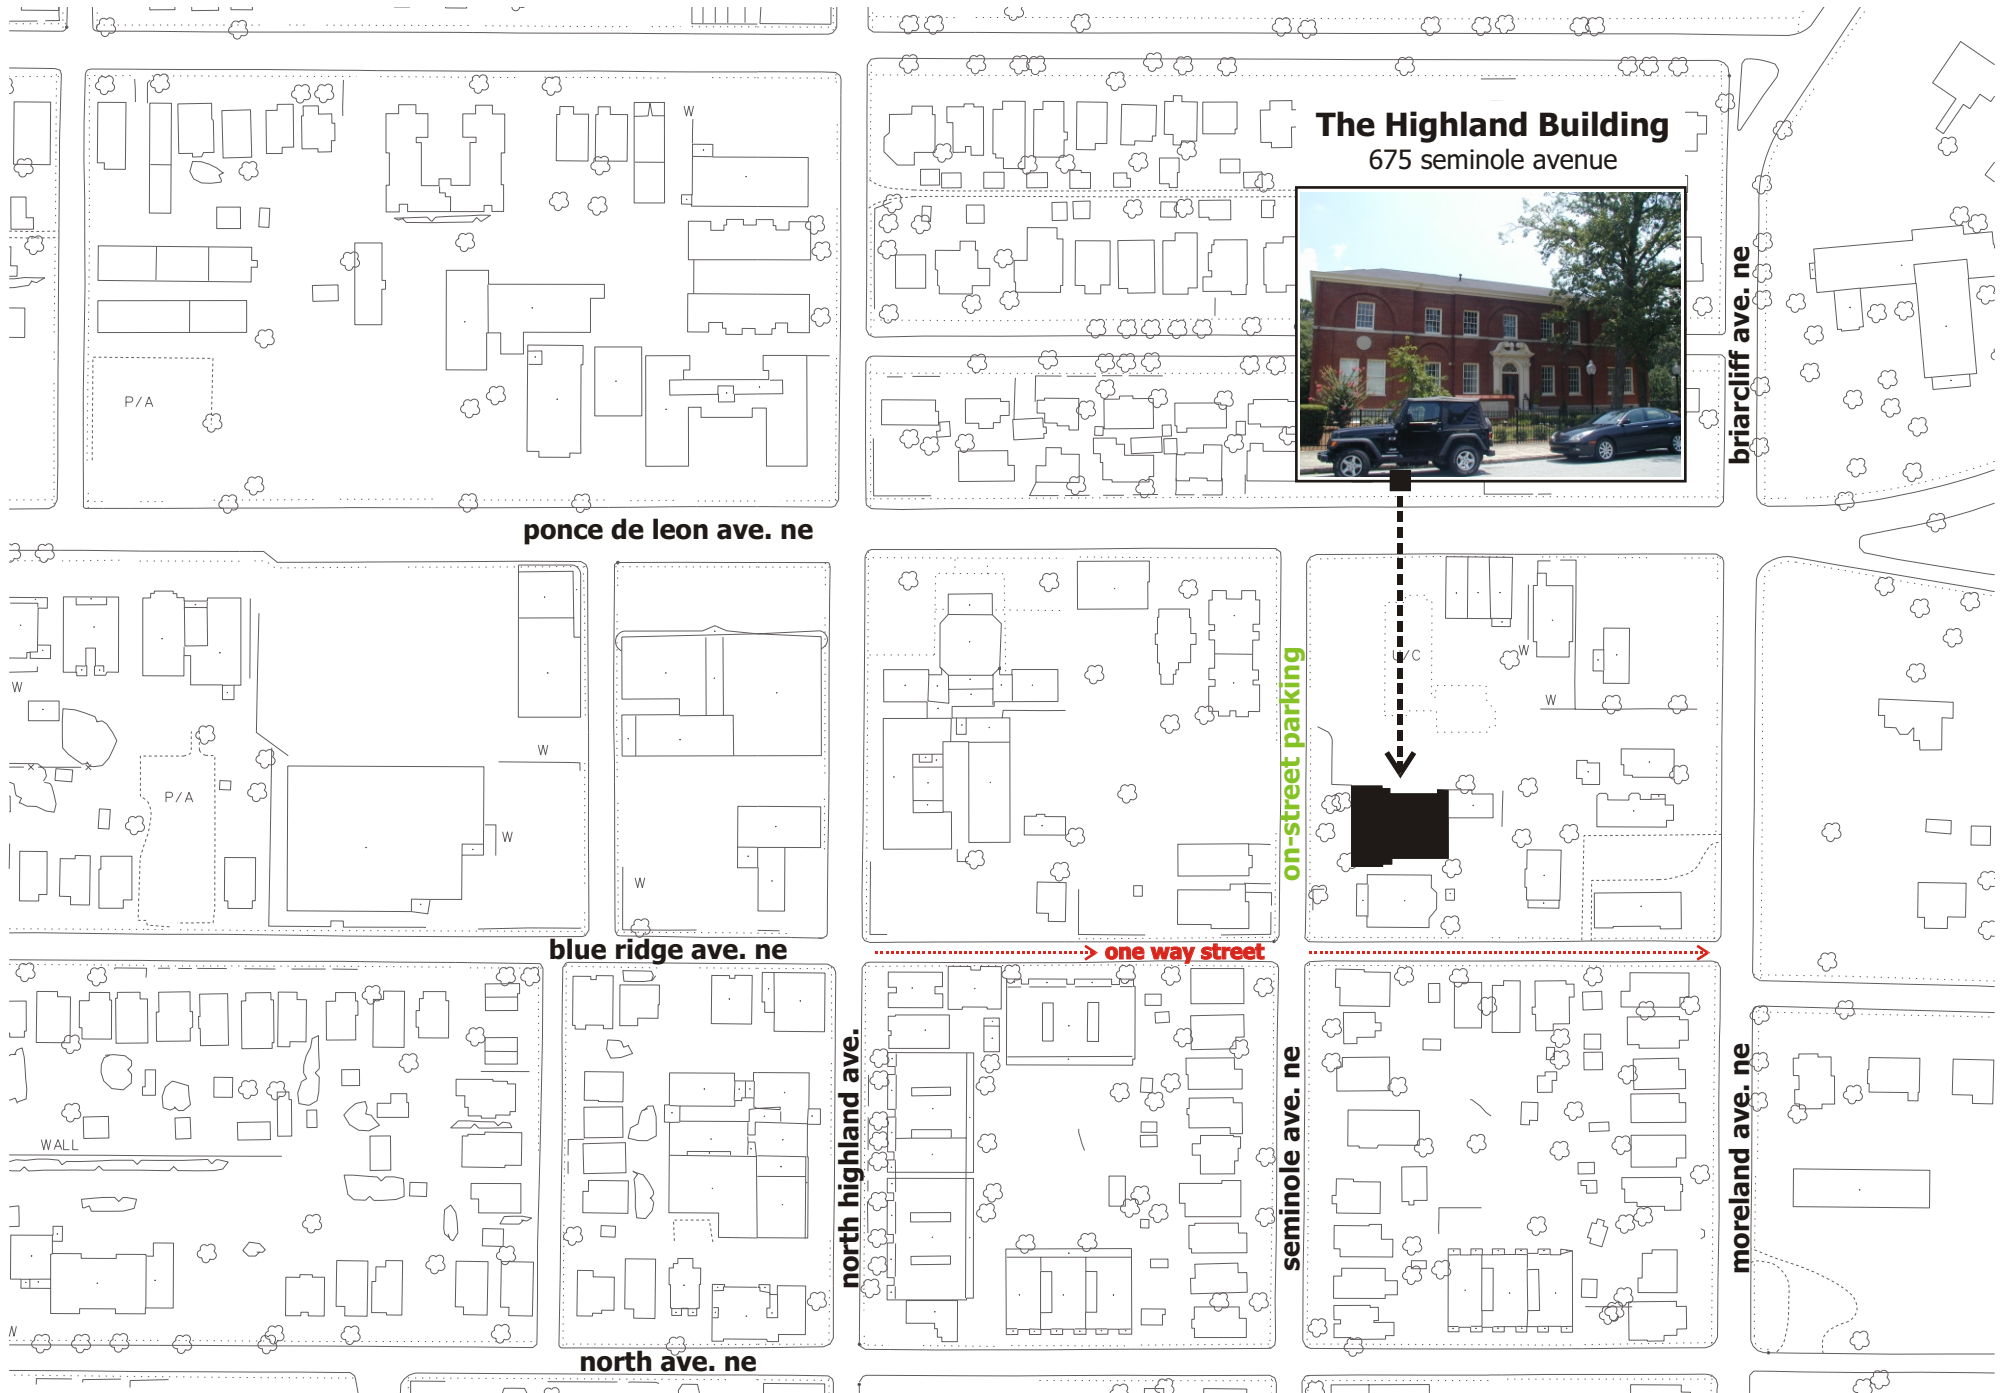 W
The Highland Building
675 seminole avenue
briarcliff ave. ne
P/A
ponce de leon ave. ne
on-street parking
W
W
W
W
P/A
W
W
blue ridge ave. ne
one way street
north highland ave.
seminole ave. ne
moreland ave. ne
WALL
north ave. ne